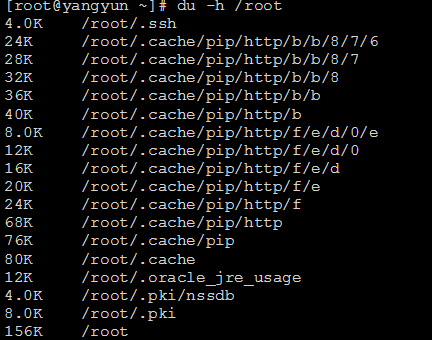 [root@yangyun ~]# du -h /root
4.0K /root/.ssh
24K /root/.cache/pip/http/b/b/8/7/6
28K /root/.cache/pip/http/b/b/8/7
32K /root/.cache/pip/http/b/b/8
36K /root/.cache/pip/http/b/b
40K /root/.cache/pip/http/b
8.0K /root/.cache/pip/http/f/e/d/0/e
12K /root/.cache/pip/http/f/e/d/0
16K /root/.cache/pip/http/f/e/d
20K /root/.cache/pip/http/f/e
24K /root/.cache/pip/http/f
68K /root/.cache/pip/http
76K /root/.cache/pip
80K /root/.cache
12K /root/.oracle_jre_usage
4.0K /root/.pki/nssdb
8.0K /root/.pki
156K /root